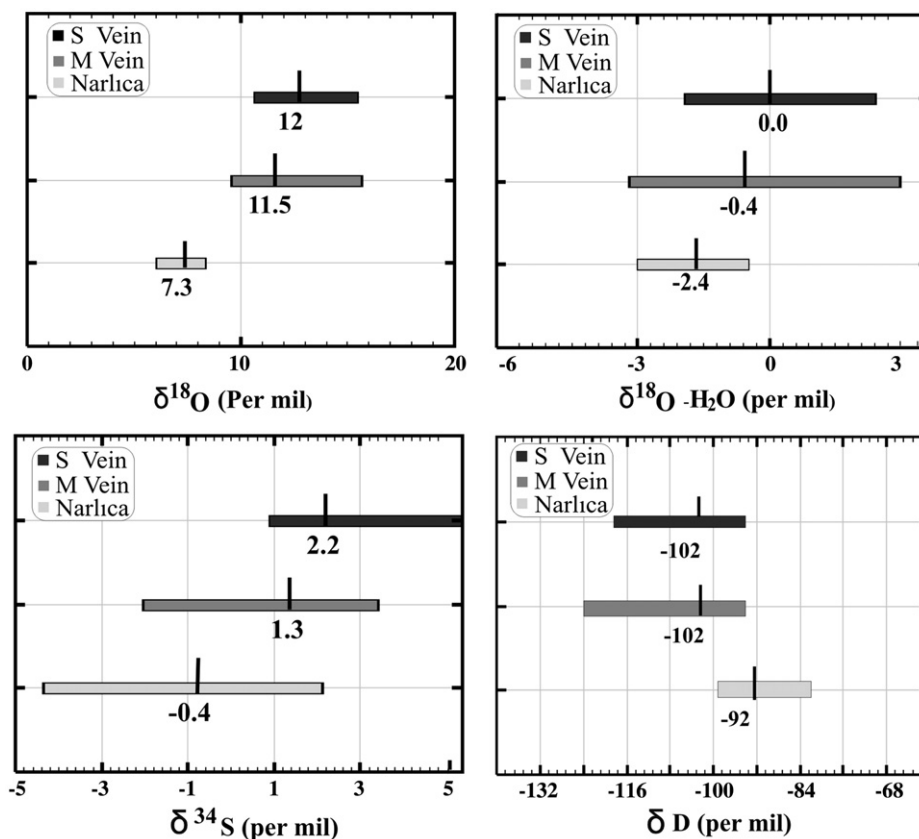 S Vein
M Vein
Narlıca
12
11.5
7.3
0
10
20
δ18O (Per mil)
S Vein
M Vein
Narlıca
0.0
-0.4
-2.4
-6
-3
0
3
δ18O -H2O (per mil)
S Vein
M Vein
Narlıca
2.2
1.3
-0.4
-5
-3
-1
1
3
5
δ 34 S (per mil)
S Vein
M Vein
Narlıca
-102
-102
-92
-132
-116
-100
-84
-68
δ D (per mil)